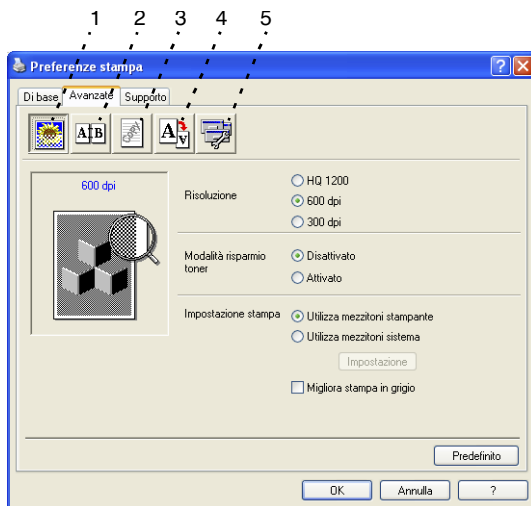 1 2 3 4 5
Preferenze stampa
Di base Avanzate Supporto
A B COPY A V
600 dpi
Risoluzione
HQ 1200
600 dpi
300 dpi
Modalità risparmio
toner
Disattivato
Attivato
Impostazione stampa
Utilizza mezzitoni stampante
Utilizza mezzitoni sistema
Impostazione
Migliora stampa in grigio
Predefinito
OK Annulla ?